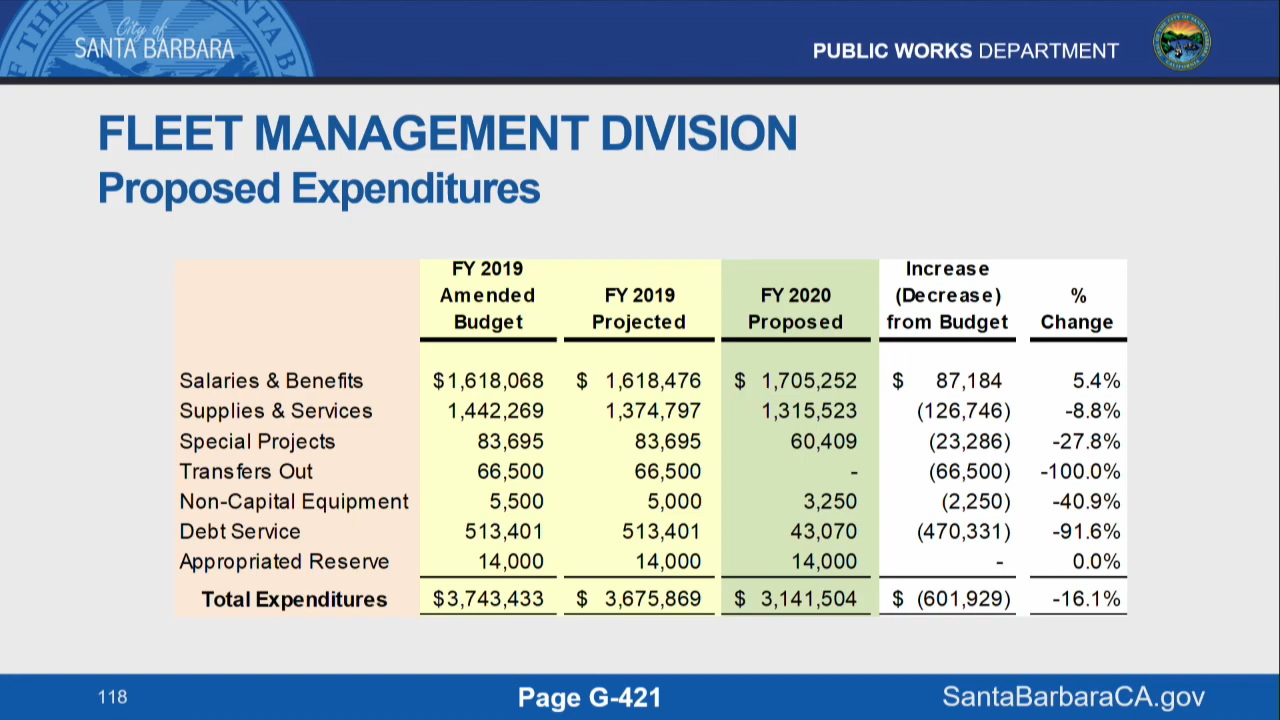 City of
SANTA BARBARA
PUBLIC WORKS DEPARTMENT
FLEET MANAGEMENT DIVISION
Proposed Expenditures
FY 2019 Amended Budget FY 2019 Projected FY 2020 Proposed Increase (Decrease) from Budget % Change
Salaries & Benefits $1,618,068 $ 1,618,476 $ 1,705,252 $ 87,184 5.4%
Supplies & Services 1,442,269 1,374,797 1,315,523 (126,746) -8.8%
Special Projects 83,695 83,695 60,409 (23,286) -27.8%
Transfers Out 66,500 66,500 - (66,500) -100.0%
Non-Capital Equipment 5,500 5,000 3,250 (2,250) -40.9%
Debt Service 513,401 513,401 43,070 (470,331) -91.6%
Appropriated Reserve 14,000 14,000 14,000 - 0.0%
Total Expenditures $3,743,433 $ 3,675,869 $ 3,141,504 $ (601,929) -16.1%
118
Page G-421
SantaBarbaraCA.gov